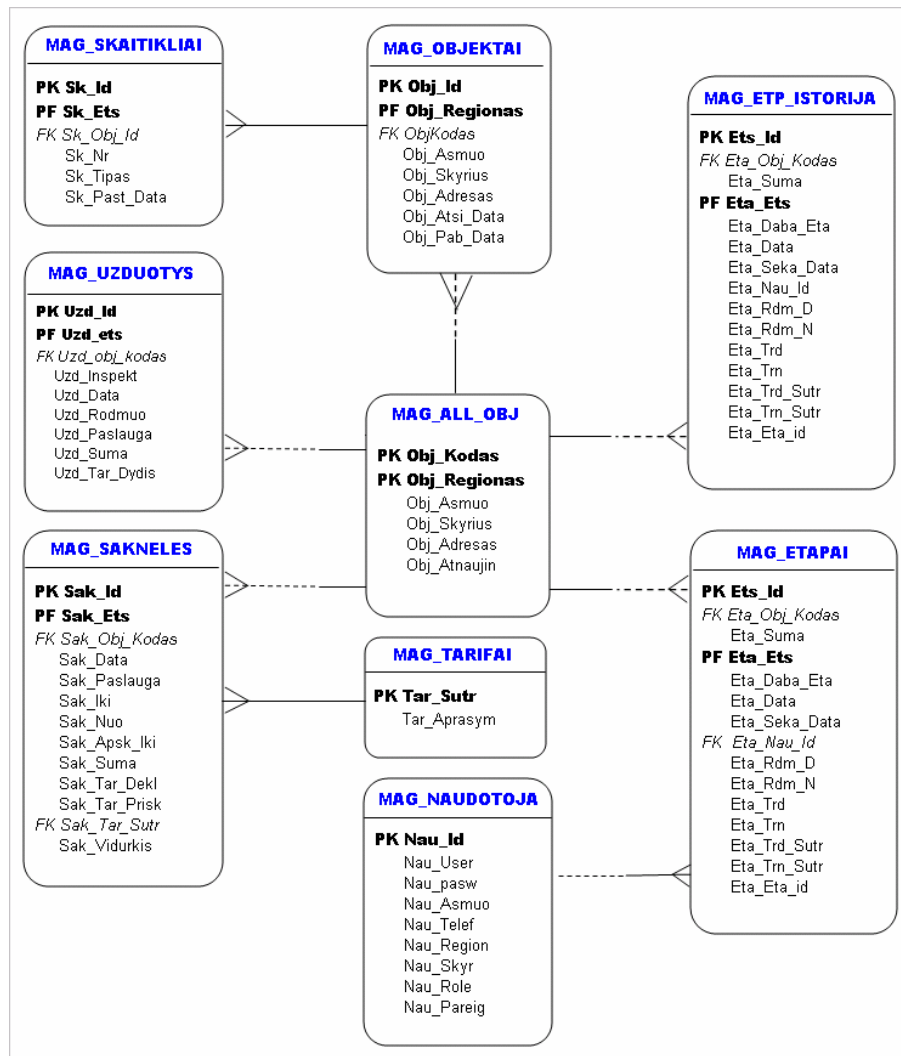 MAG_SKAITIKLIAI
PK Sk_Id
PF Sk_Ets
FK Sk_Obj_Id
Sk_Nr
Sk_Tipas
Sk_Past_Data
MAG_OBJEKTAI
PK Obj_Id
PF Obj_Regionas
FK ObjKodas
Obj_Asmuo
Obj_Skyrius
Obj_Adresas
Obj_Atsi_Data
Obj_Pab_Data
MAG_ETP_ISTORIJA
PK Ets_Id
FK Eta_Obj_Kodas
Eta_Suma
PF Eta_Ets
Eta_Daba_Eta
Eta_Data
Eta_Seka_Data
Eta_Nau_Id
Eta_Rdm_D
Eta_Rdm_N
Eta_Trd
Eta_Trn
Eta_Trd_Sutr
Eta_Trn_Sutr
Eta_Eta_id
MAG_UZDUOTYS
PK Uzd_Id
PF Uzd_ets
FK Uzd_obj_kodas
Uzd_Inspekt
Uzd_Data
Uzd_Rodmuo
Uzd_Paslauga
Uzd_Suma
Uzd_Tar_Dydis
MAG_ALL_OBJ
PK Obj_Kodas
PK Obj_Regionas
Obj_Asmuo
Obj_Skyrius
Obj_Adresas
Obj_Atnaujin
MAG_SAKNELES
PK Sak_Id
PF Sak_Ets
FK Sak_Obj_Kodas
Sak_Data
Sak_Paslauga
Sak_Iki
Sak_Nuo
Sak_Apsk_Iki
Sak_Suma
Sak_Tar_Dekl
Sak_Tar_Prisk
FK Sak_Tar_Sutr
Sak_Vidurkis
MAG_TARIFAI
PK Tar_Sutr
Tar_Aprasym
MAG_ETAPAI
PK Ets_Id
FK Eta_Obj_Kodas
Eta_Suma
PF Eta_Ets
Eta_Daba_Eta
Eta_Data
Eta_Seka_Data
FK Eta_Nau_Id
Eta_Rdm_D
Eta_Rdm_N
Eta_Trd
Eta_Trn
Eta_Trd_Sutr
Eta_Trn_Sutr
Eta_Eta_id
MAG_NAUDOTOJA
PK Nau_Id
Nau_User
Nau_pasw
Nau_Asmuo
Nau_Telef
Nau_Region
Nau_Skyr
Nau_Role
Nau_Pareig